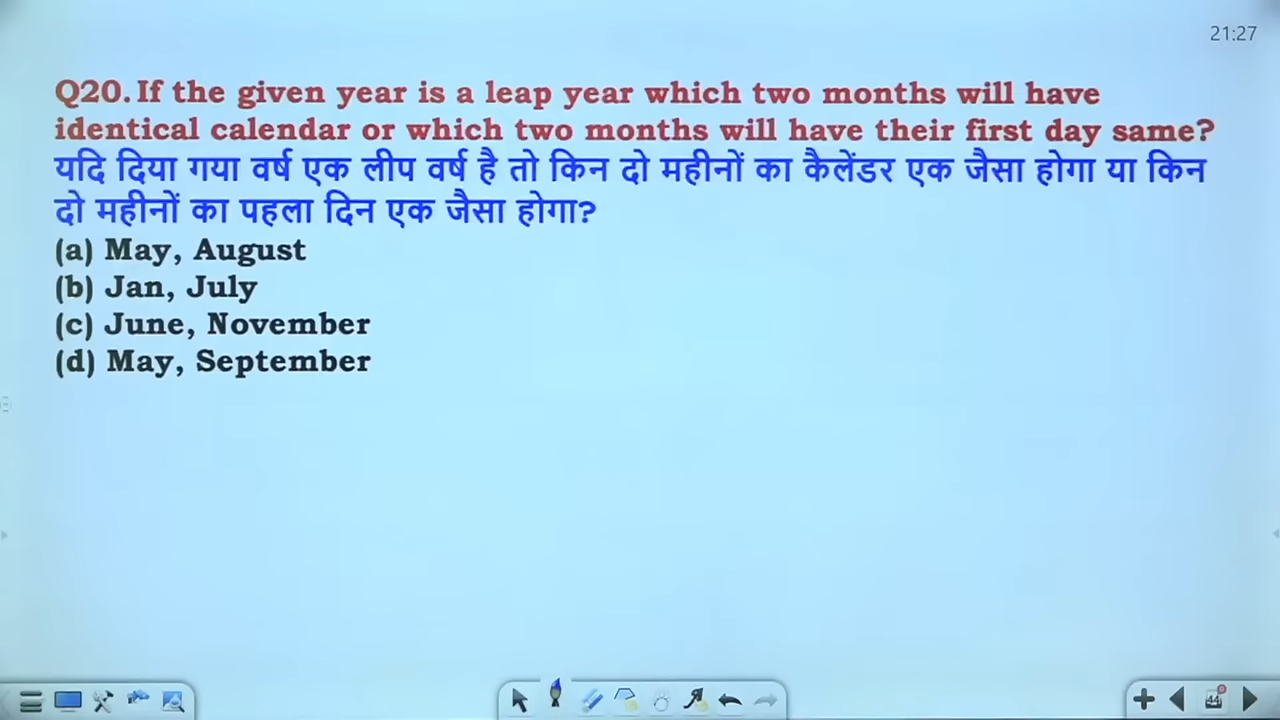 21:27
Q20. If the given year is a leap year which two months will have
identical calendar or which two months will have their first day same?
यदि दिया गया वर्ष एक लीप वर्ष है तो किन दो महीनों का कैलेंडर एक जैसा होगा या किन
दो महीनों का पहला दिन एक जैसा होगा?
(a) May, August
(b) Jan, July
(c) June, November
(d) May, September
44